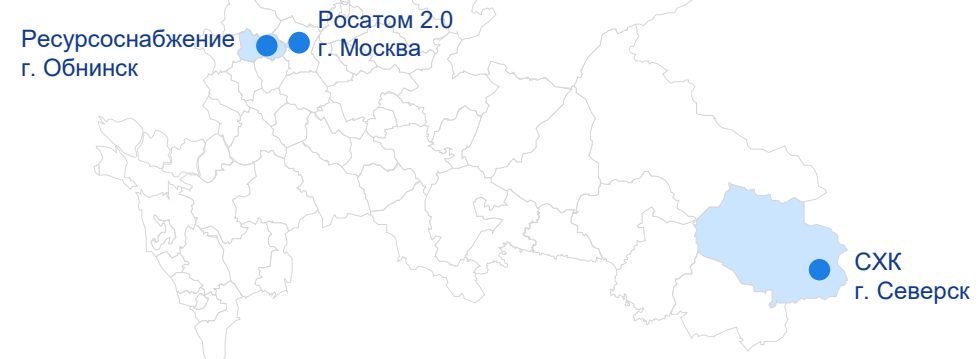 Росатом 2.0
г. Москва
Ресурсоснабжение
г. Обнинск
СХК
г. Северск